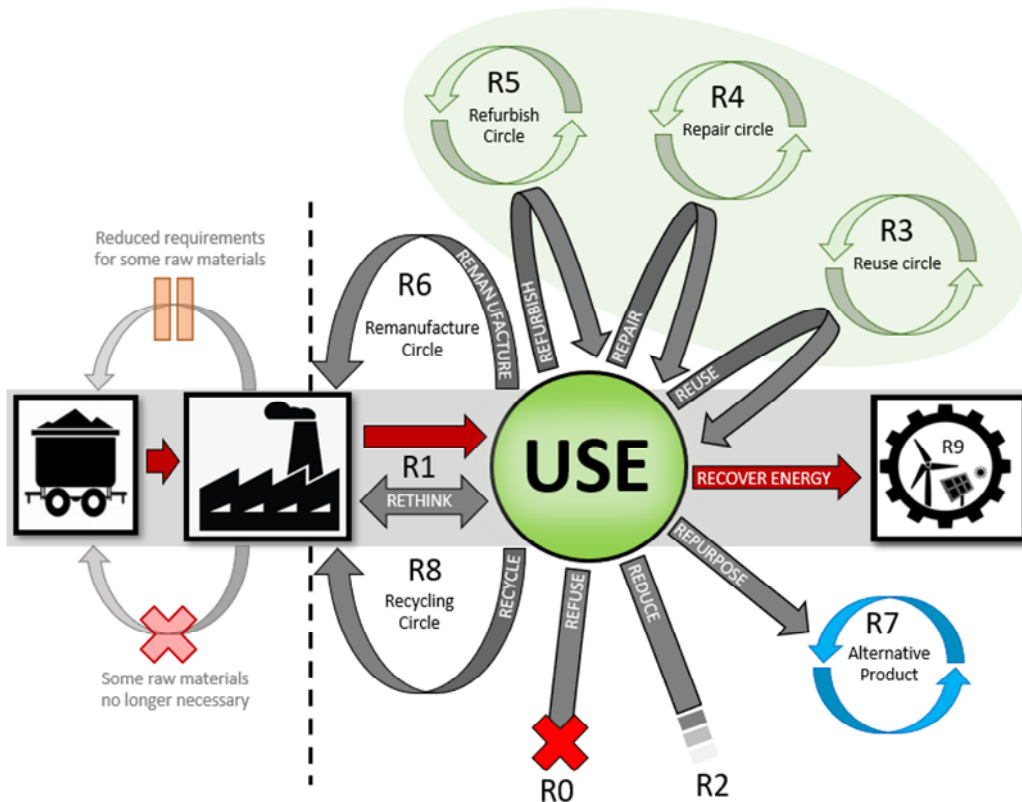 R5
Refurbish
Circle
R4
Repair circle
R3
Reuse circle
Reduced requirements
for some raw materials
R6
Remanufacture
Circle
REMAN UFACTURE
REFURBISH
REPAIR
REUSE
USE
R1
RETHINK
RECOVER ENERGY
R9
R8
Recycling
Circle
RECYCLE
REFUSE
REDUCE
REPURPOSE
R7
Alternative
Product
Some raw materials
no longer necessary
R0
R2